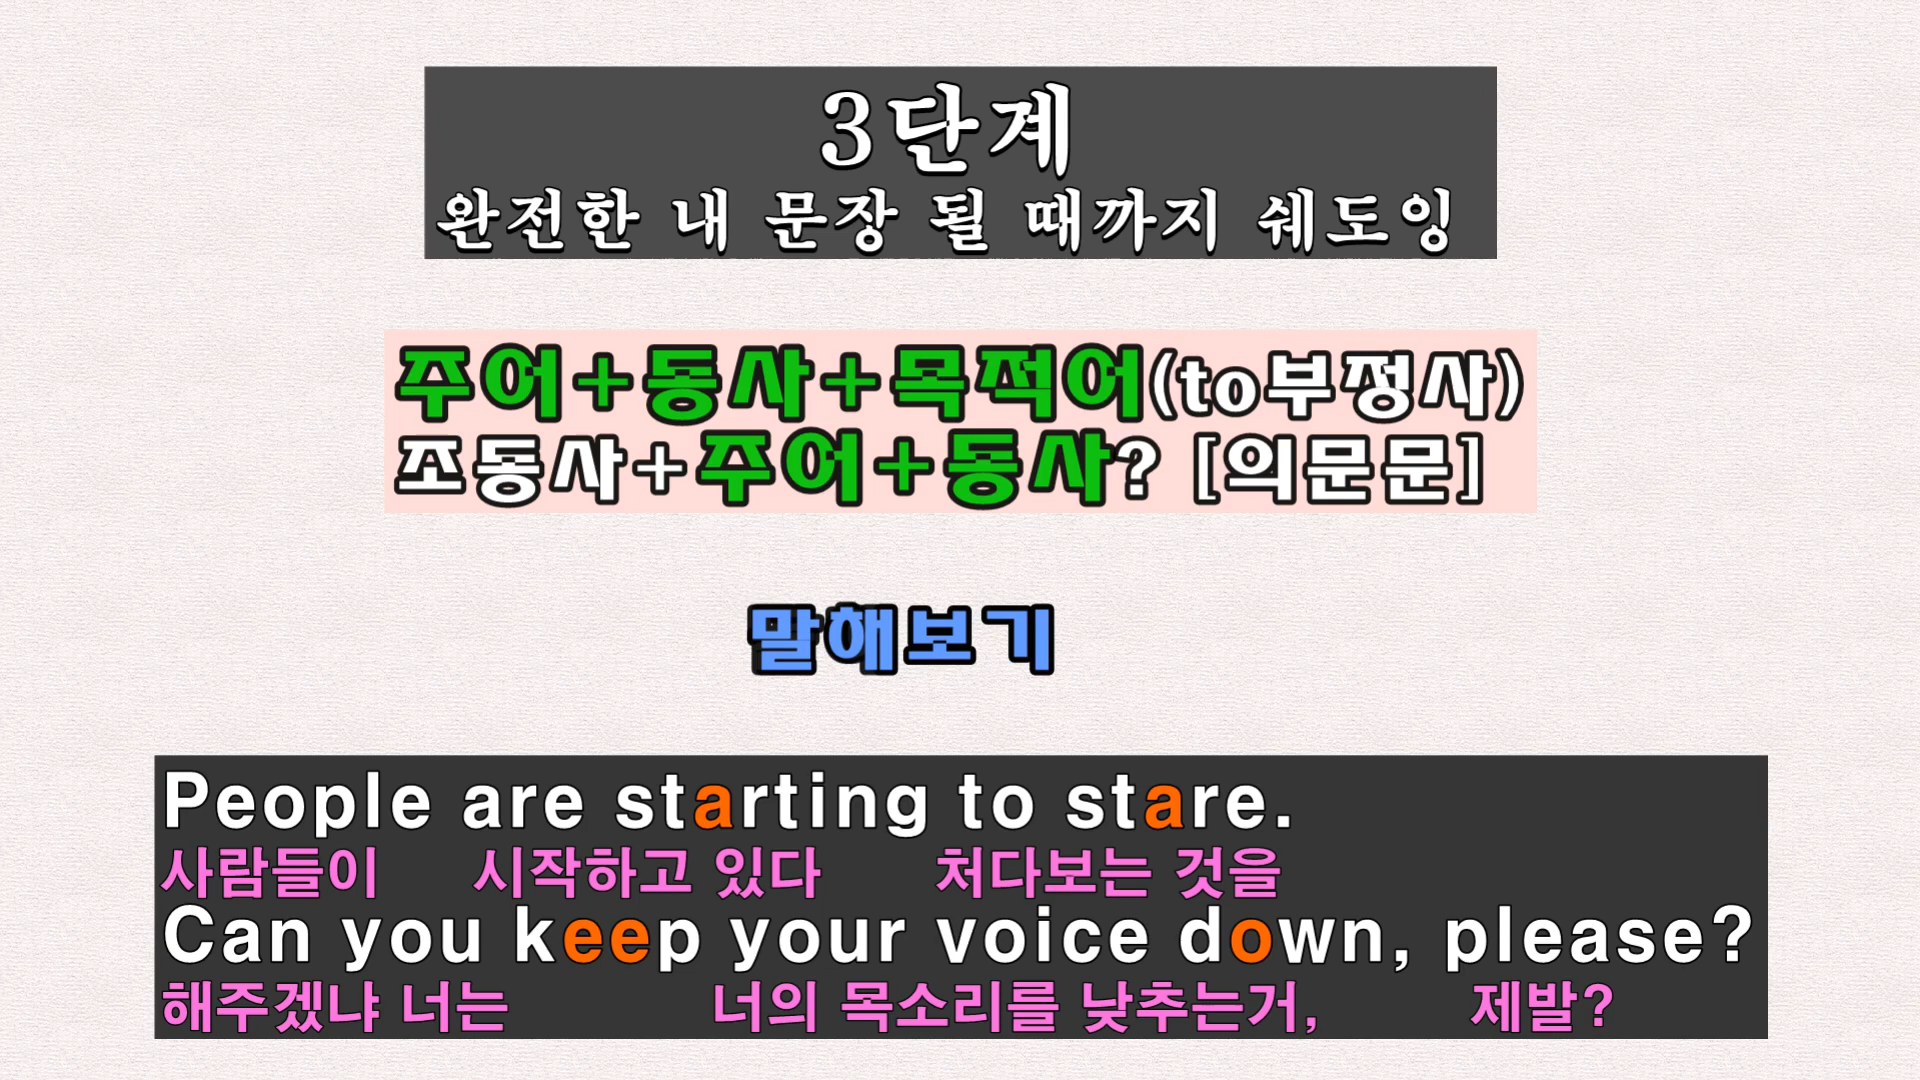 3단계
완전한 내 문장 될 때까지 쉐도잉
주어+동사+목적어(to부정사)
조동사+주어+동사? [의문문]
말해보기
People are starting to stare.
사람들이 시작하고 있다 처다보는 것을
Can you keep your voice down, please?
해주겠냐 너는 너의 목소리를 낮추는거, 제발?